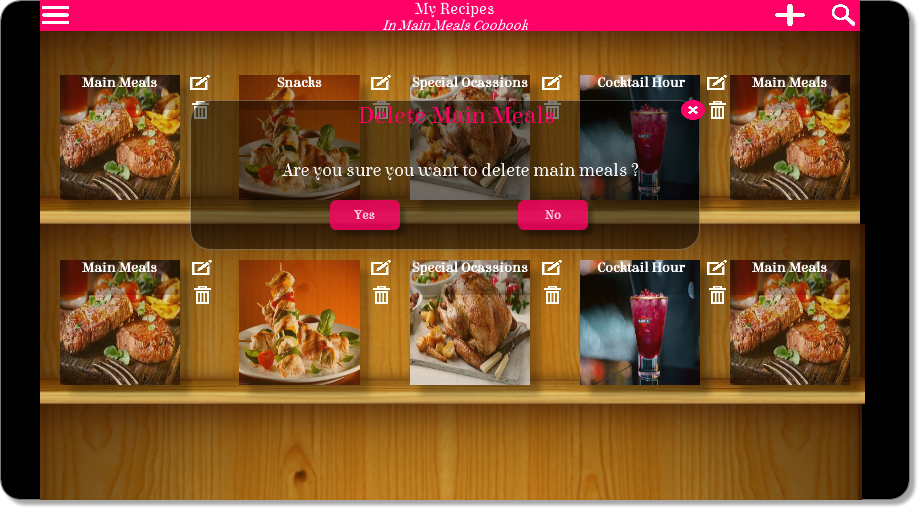 My Recipes
In Main Meals Coobook
Main Meals
Snacks
Special Ocassions
Cocktail Hour
Main Meals
Delete Main Meals
Are you sure you want to delete main meals ?
Yes
No
Main Meals
Special Ocassions
Cocktail Hour
Main Meals